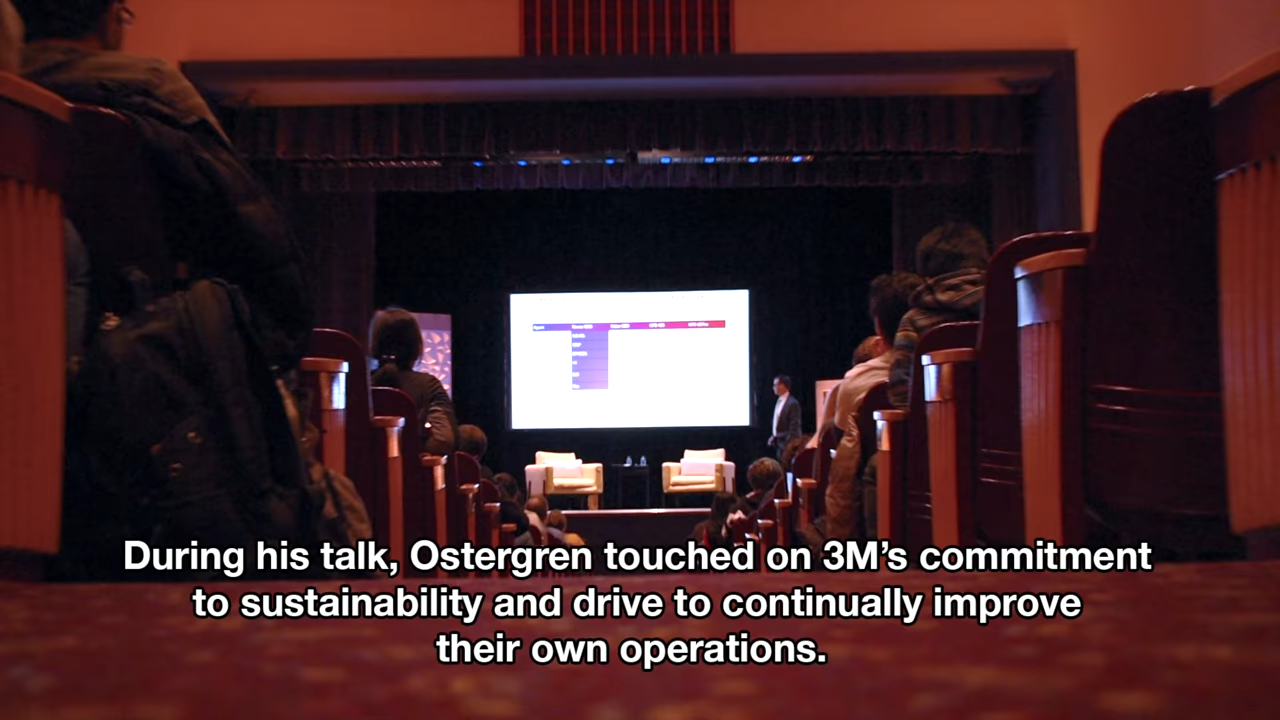 During his talk, Ostergren touched on 3M’s commitment
to sustainability and drive to continually improve
their own operations.